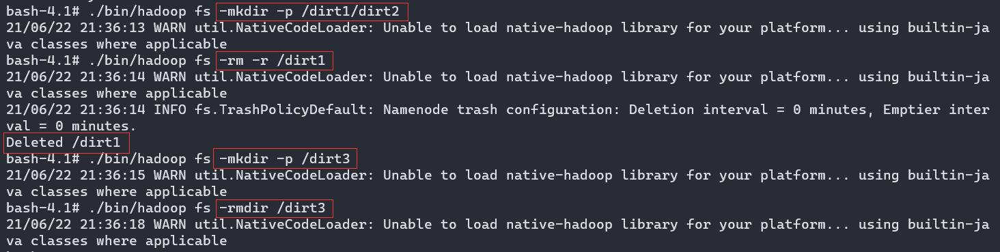 bash-4.1# ./bin/hadoop fs -mkdir -p /dirt1/dirt2
21/06/22 21:36:13 WARN util.NativeCodeLoader: Unable to load native-hadoop library for your platform... using builtin-ja
va classes where applicable
bash-4.1# ./bin/hadoop fs -rm -r /dirt1
21/06/22 21:36:14 WARN util.NativeCodeLoader: Unable to load native-hadoop library for your platform... using builtin-ja
va classes where applicable
21/06/22 21:36:14 INFO fs.TrashPolicyDefault: Namenode trash configuration: Deletion interval = 0 minutes, Emptier inter
val = 0 minutes.
Deleted /dirt1
bash-4.1# ./bin/hadoop fs -mkdir -p /dirt3
21/06/22 21:36:15 WARN util.NativeCodeLoader: Unable to load native-hadoop library for your platform... using builtin-ja
va classes where applicable
bash-4.1# ./bin/hadoop fs -rmdir /dirt3
21/06/22 21:36:18 WARN util.NativeCodeLoader: Unable to load native-hadoop library for your platform... using builtin-ja
va classes where applicable